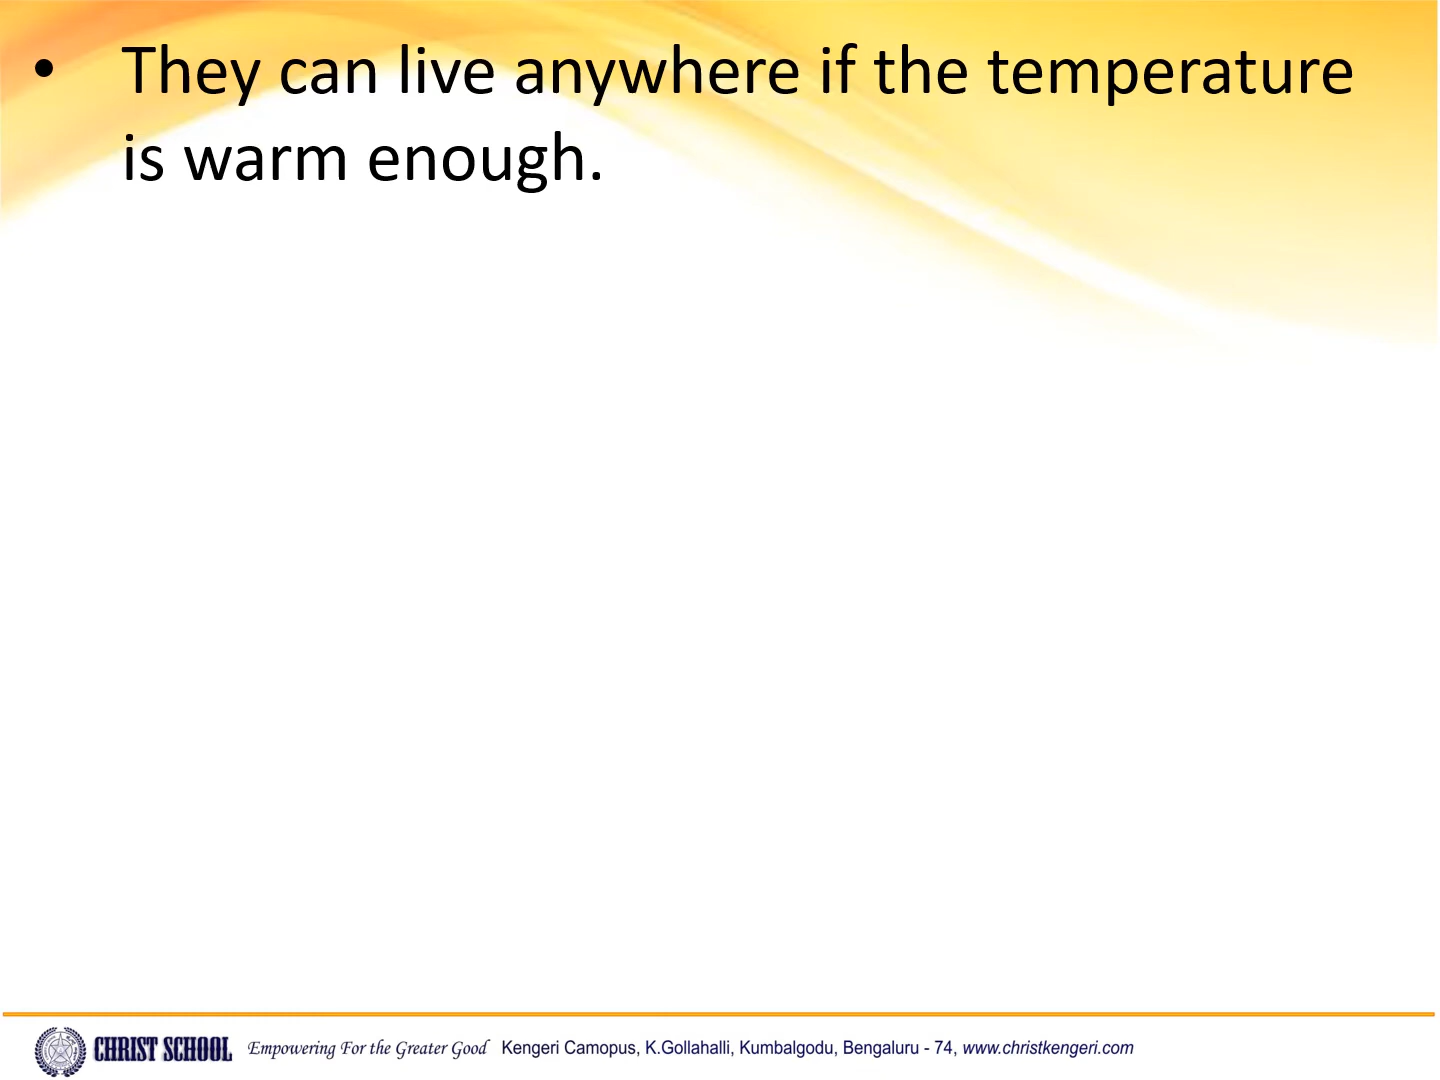 • They can live anywhere if the temperature
is warm enough.
CHRIST SCHOOL Empowering For the Greater Good Kengeri Camopus, K.Gollahalli, Kumbalgodu, Bengaluru - 74, www.christkengeri.com